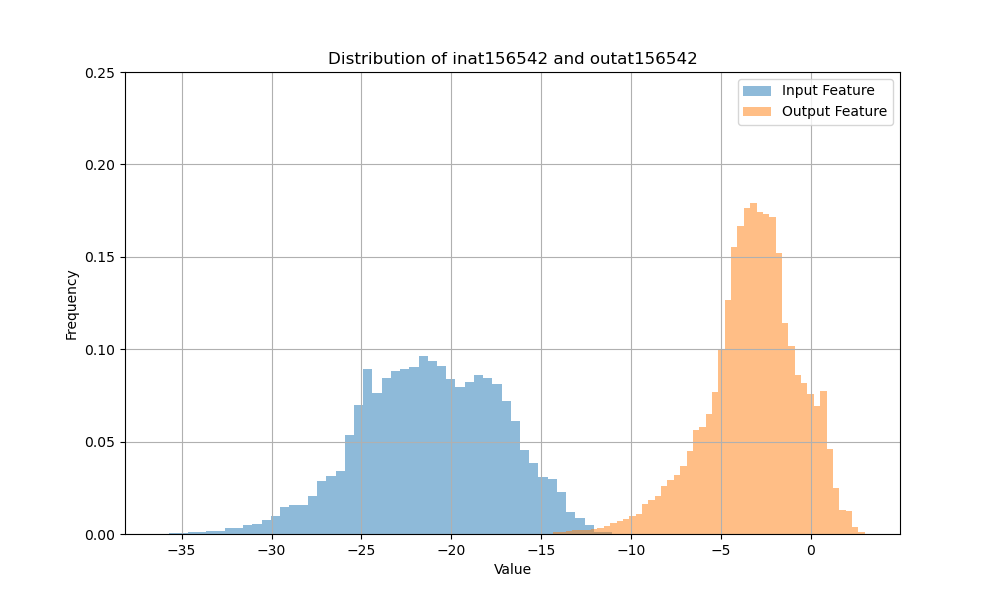 Distribution of inat156542 and outat156542
Input Feature
Output Feature
0.25
0.20
0.15
0.10
0.05
0.00
Frequency
−35
−30
−25
−20
−15
−10
−5
0
Value